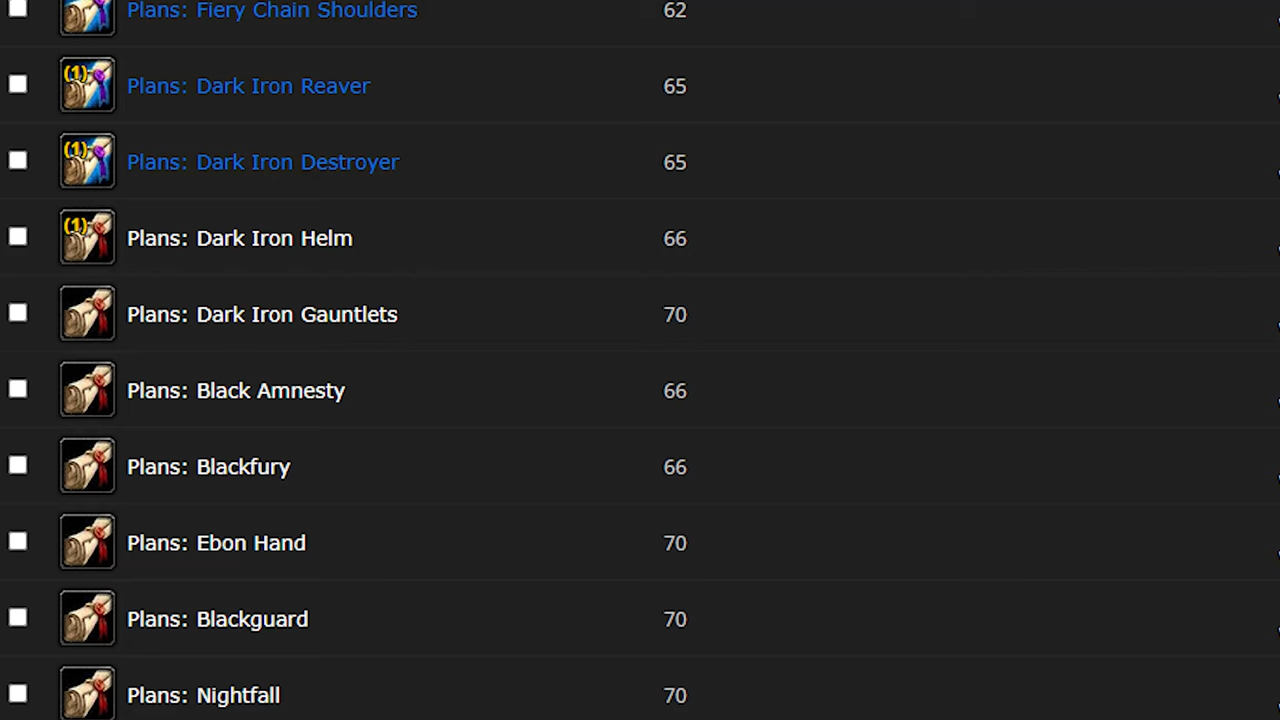 Plans: Fiery Chain Shoulders 62
(1) Plans: Dark Iron Reaver 65
(1) Plans: Dark Iron Destroyer 65
(1) Plans: Dark Iron Helm 66
Plans: Dark Iron Gauntlets 70
Plans: Black Amnesty 66
Plans: Blackfury 66
Plans: Ebon Hand 70
Plans: Blackguard 70
Plans: Nightfall 70